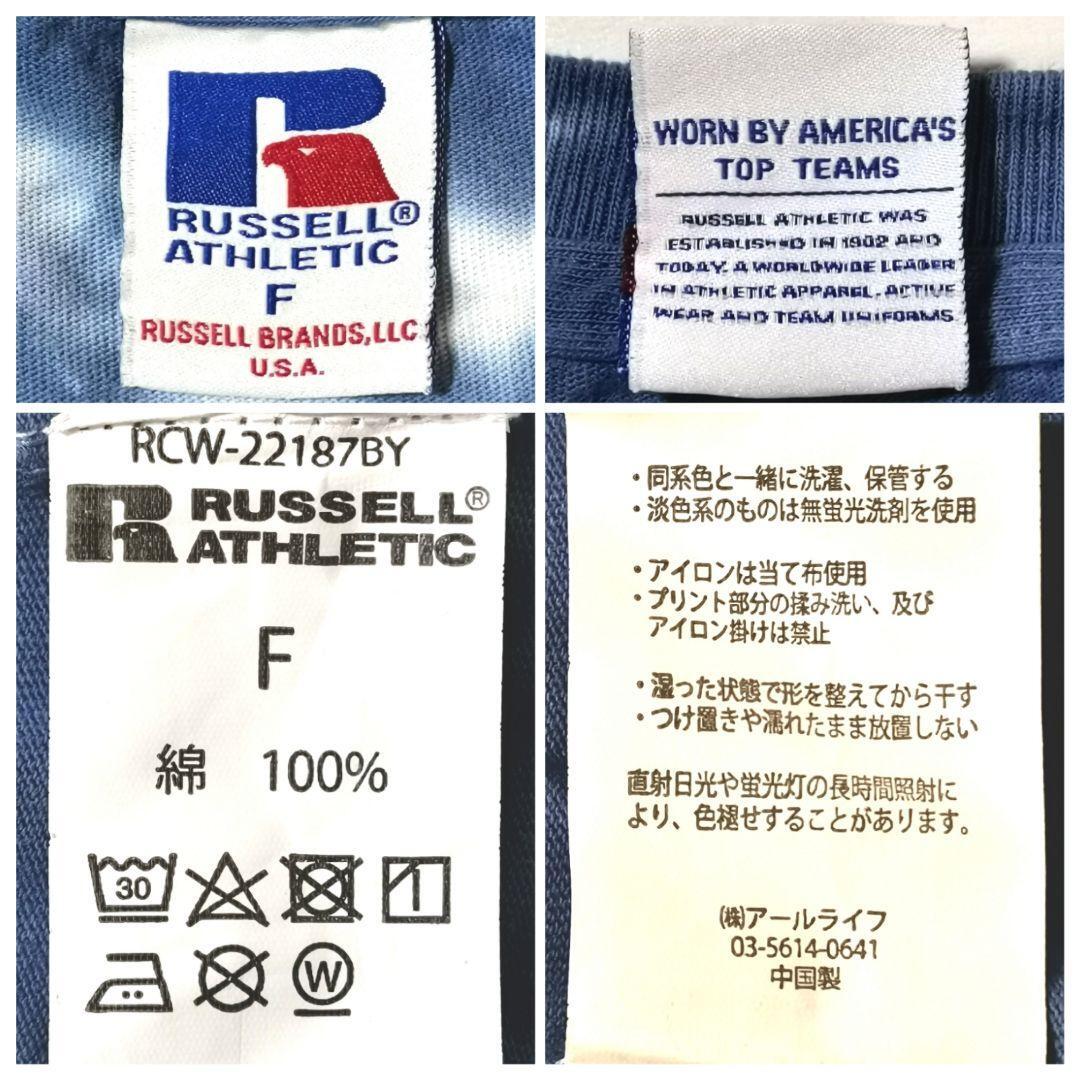 RUSSELL®
ATHLETIC
F
RUSSELL BRANDS,LLC
U.S.A.
WORN BY AMERICA'S
TOP TEAMS
RUSSELL ATHLETIC WAS
ESTABLISHED IN 1902 AND
TODAY, A WORLDWIDE LEADER
IN ATHLETIC APPAREL, ACTIVE
WEAR AND TEAM UNIFORMS.
RCW-22187BY
RUSSELL®
ATHLETIC
F
綿 100%
30
W
・同系色と一緒に洗濯、保管する
・淡色系のものは無蛍光洗剤を使用
・アイロンは当て布使用
・プリント部分の揉み洗い、及び
アイロン掛けは禁止
・湿った状態で形を整えてから干す
・つけ置きや濡れたまま放置しない
直射日光や蛍光灯の長時間照射に
より、色褪せすることがあります。
㈱アールライフ
03-5614-0641
中国製